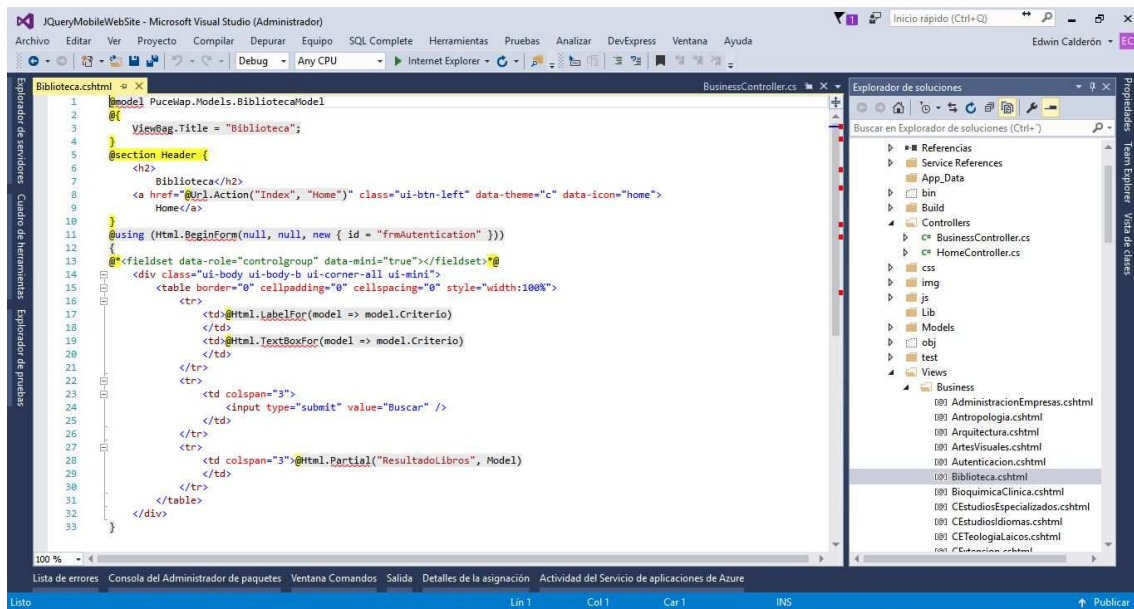 JQueryMobileWebSite - Microsoft Visual Studio (Administrador)
1
Inicio rápido (Ctrl+Q)
Archivo Editar Ver Proyecto Compilar Depurar Equipo SQL Complete Herramientas Pruebas Analizar DevExpress Ventana Ayuda
Edwin Calderón
EC
Debug Any CPU Internet Explorer
Explorador de servidores
Cuadro de herramientas
Explorador de pruebas
Biblioteca.cshtml
BusinessController.cs
1 @model PuceWap.Models.BibliotecaModel
2 @{
3 ViewBag.Title = "Biblioteca";
4 }
5 @section Header {
6 <h2>
7 Biblioteca</h2>
8 <a href="@Url.Action("Index", "Home")" class="ui-btn-left" data-theme="c" data-icon="home">
9 Home</a>
10 }
11 @using (Html.BeginForm(null, null, new { id = "frmAutentication" }))
12 {
13 @*<fieldset data-role="controlgroup" data-mini="true"></fieldset>*@
14 <div class="ui-body ui-body-b ui-corner-all ui-mini">
15 <table border="0" cellpadding="0" cellspacing="0" style="width:100%">
16 <tr>
17 <td>@Html.LabelFor(model => model.Criterio)
18 </td>
19 <td>@Html.TextBoxFor(model => model.Criterio)
20 </td>
21 </tr>
22 <tr>
23 <td colspan="3">
24 <input type="submit" value="Buscar" />
25 </td>
26 </tr>
27 <tr>
28 <td colspan="3">@Html.Partial("ResultadoLibros", Model)
29 </td>
30 </tr>
31 </table>
32 </div>
33 }
100 %
Explorador de soluciones
Buscar en Explorador de soluciones (Ctrl+´)
Referencias
Service References
App_Data
bin
Build
Controllers
C# BusinessController.cs
C# HomeController.cs
css
img
js
Lib
Models
obj
test
Views
Business
[@] AdministracionEmpresas.cshtml
[@] Antropologia.cshtml
[@] Arquitectura.cshtml
[@] ArtesVisuales.cshtml
[@] Autenticacion.cshtml
[@] Biblioteca.cshtml
[@] BioquimicaClinica.cshtml
[@] CEstudiosEspecializados.cshtml
[@] CEstudiosIdiomas.cshtml
[@] CETeologiaLaicos.cshtml
[@] CExtension.cshtml
Propiedades
Team Explorer
Vista de clases
Lista de errores Consola del Administrador de paquetes Ventana Comandos Salida Detalles de la asignación Actividad del Servicio de aplicaciones de Azure
Listo Lín 1 Col 1 Car 1 INS Publicar